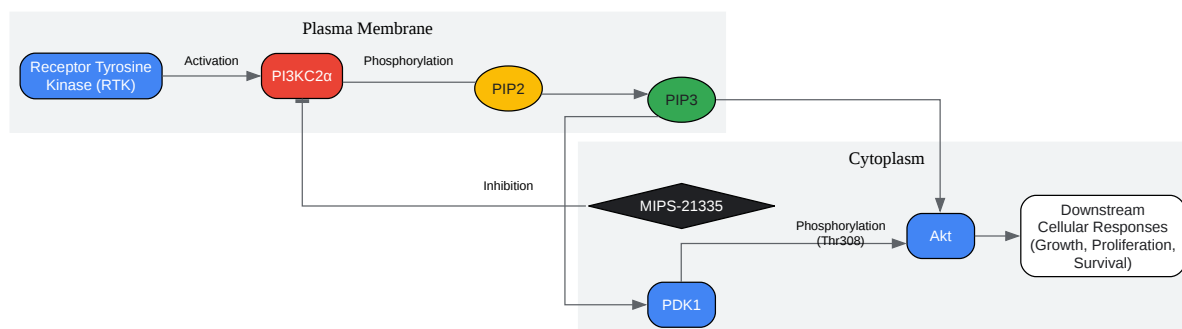 Plasma Membrane
Receptor Tyrosine
Kinase (RTK)
Activation
PI3KC2α
Phosphorylation
PIP2
PIP3
Cytoplasm
Inhibition
MIPS-21335
Phosphorylation
(Thr308)
Akt
Downstream
Cellular Responses
(Growth, Proliferation,
Survival)
PDK1